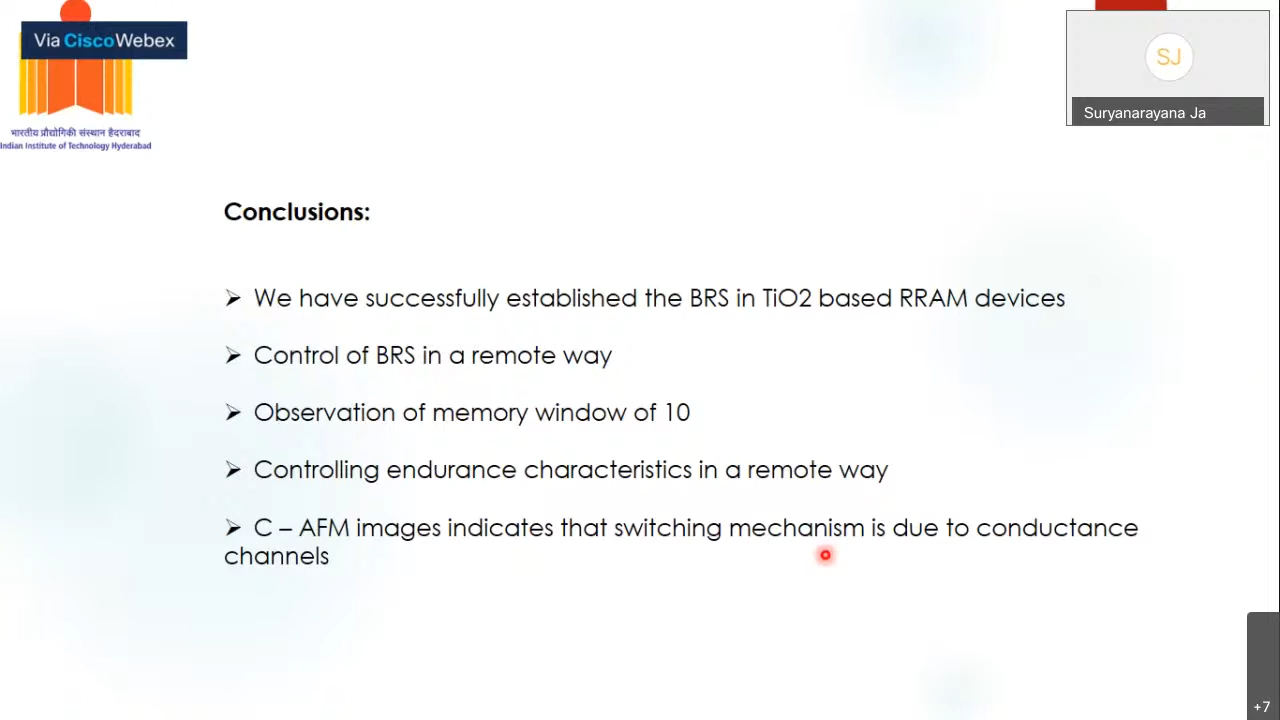 Via CiscoWebex
SJ
Suryanarayana Ja
भारतीय प्रौद्योगिकी संस्थान हैदराबाद
Indian Institute of Technology Hyderabad
Conclusions:
➢ We have successfully established the BRS in TiO2 based RRAM devices
➢ Control of BRS in a remote way
➢ Observation of memory window of 10
➢ Controlling endurance characteristics in a remote way
➢ C – AFM images indicates that switching mechanism is due to conductance
channels
+7